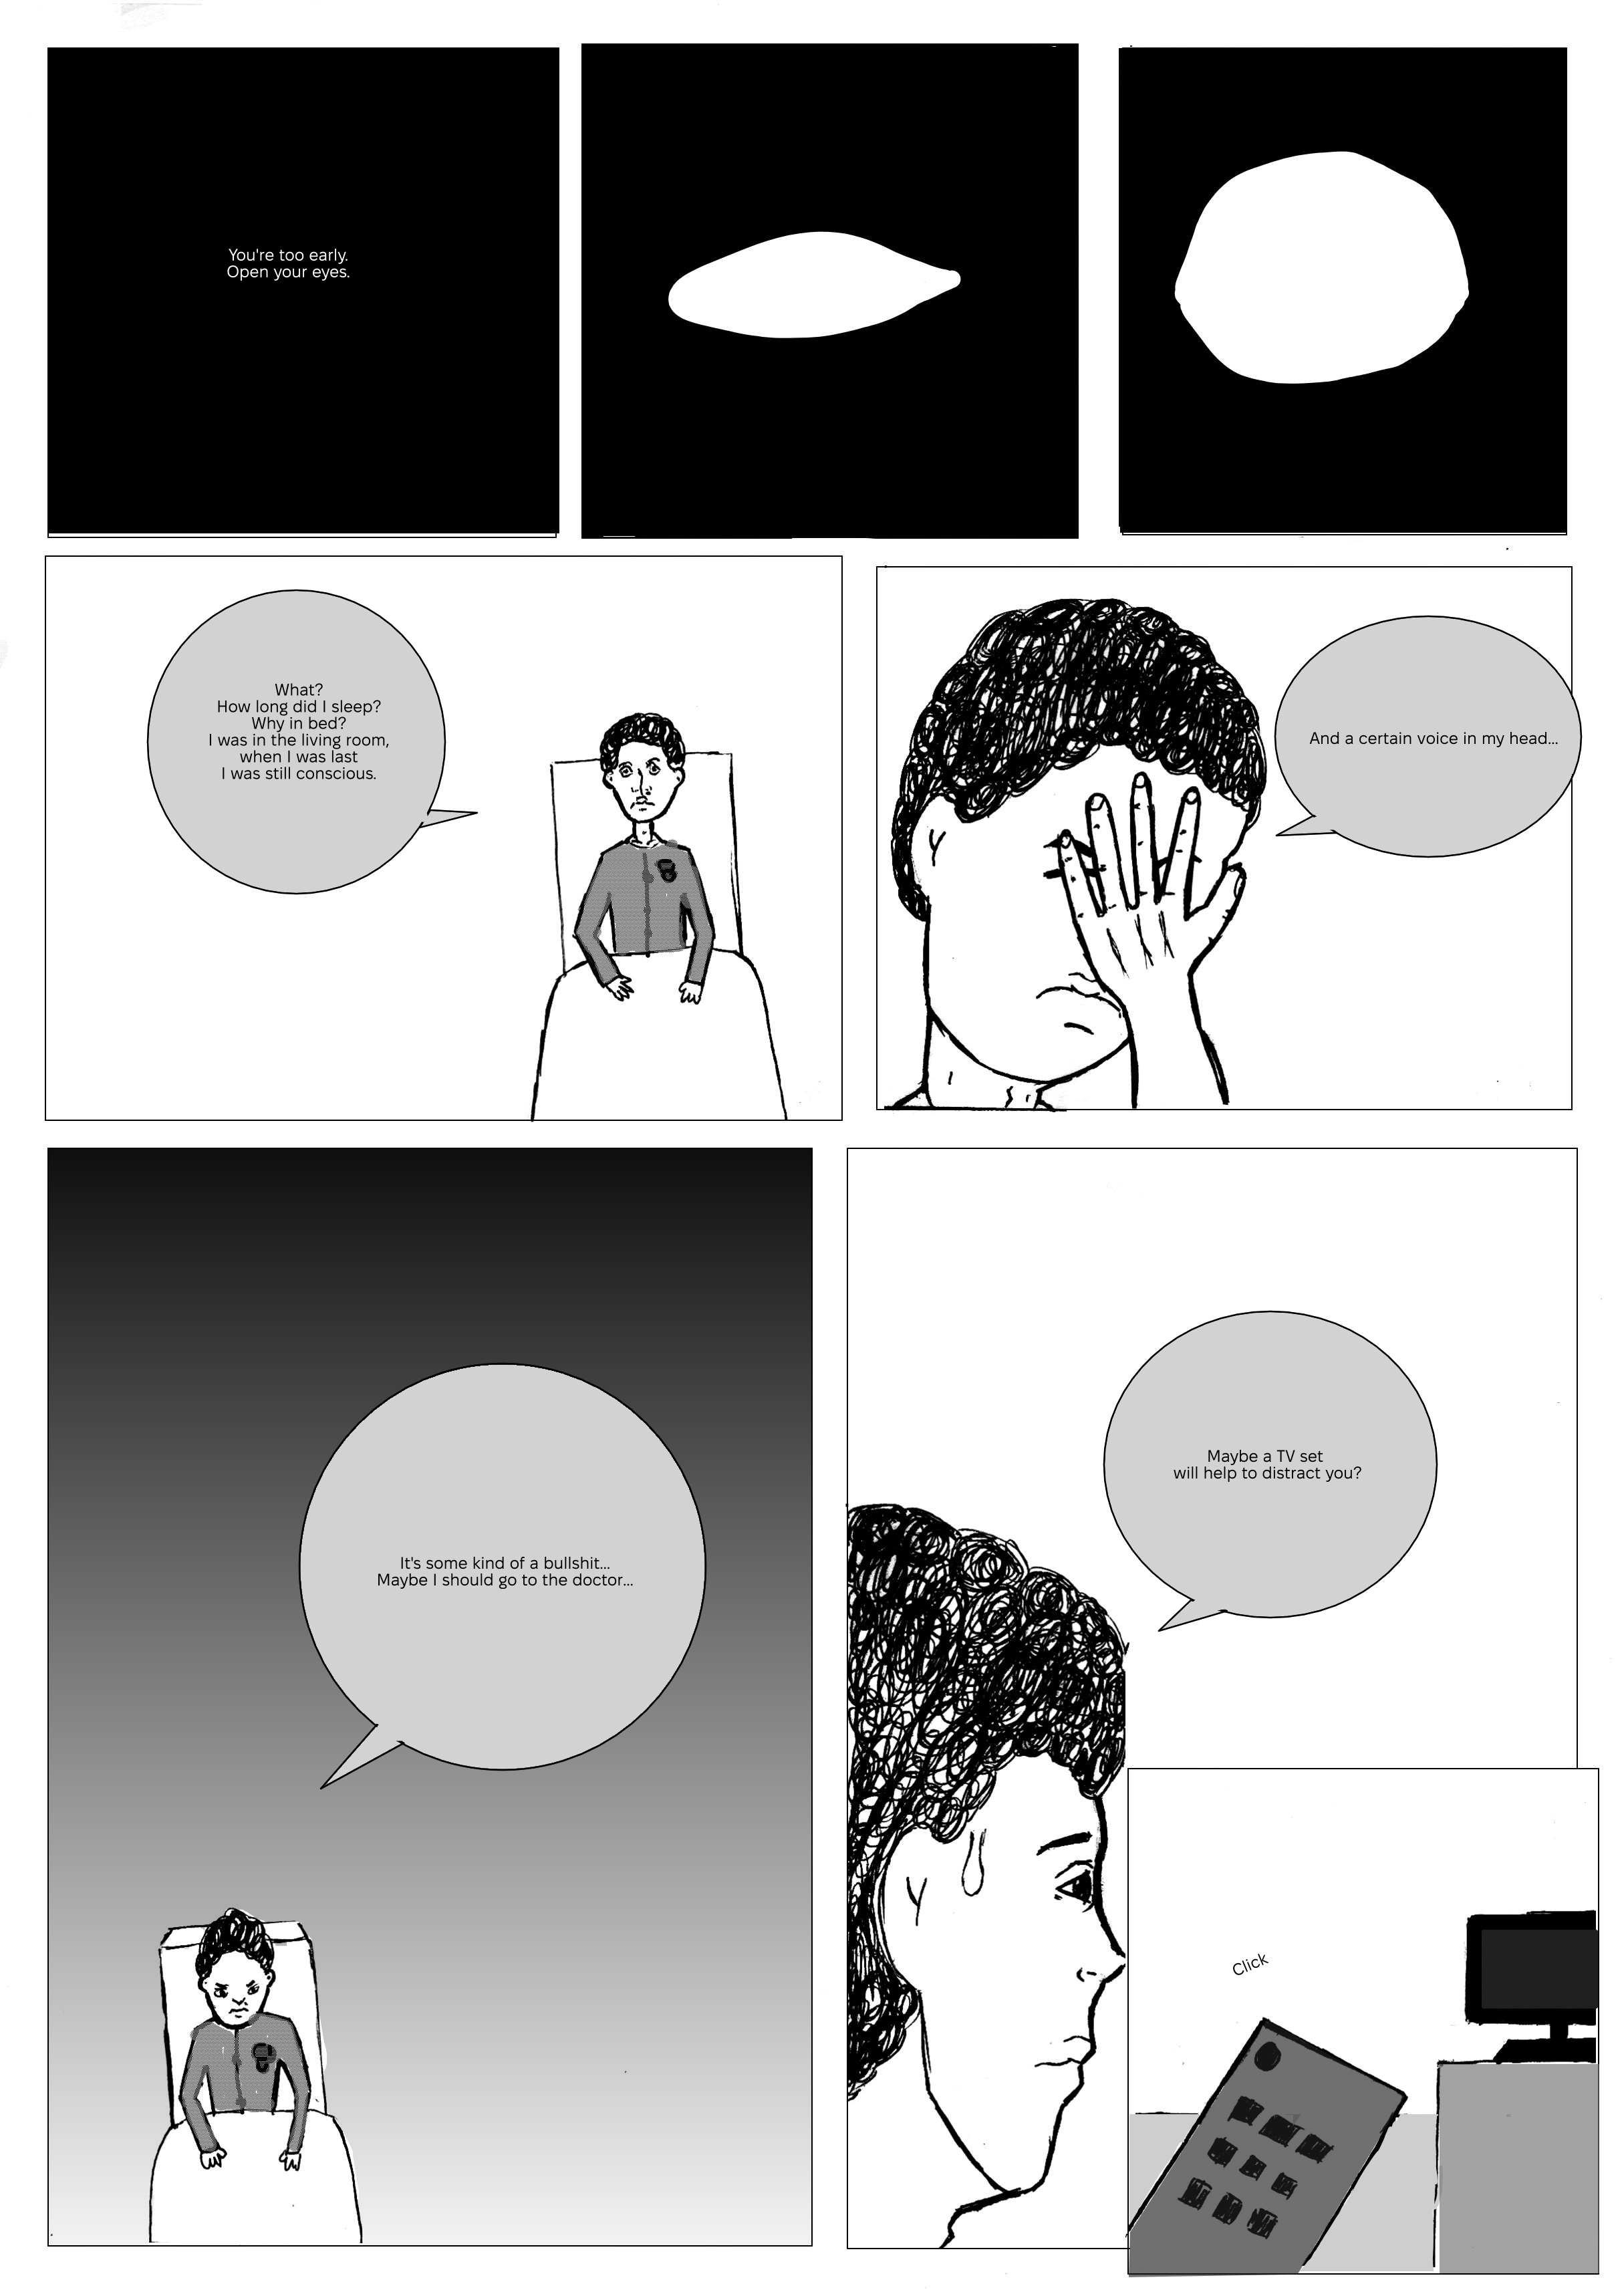 You're too early.
Open your eyes.
What?
How long did I sleep?
Why in bed?
I was in the living room,
when I was last
I was still conscious.
And a certain voice in my head...
It's some kind of a bullshit...
Maybe I should go to the doctor...
Maybe a TV set
will help to distract you?
Click